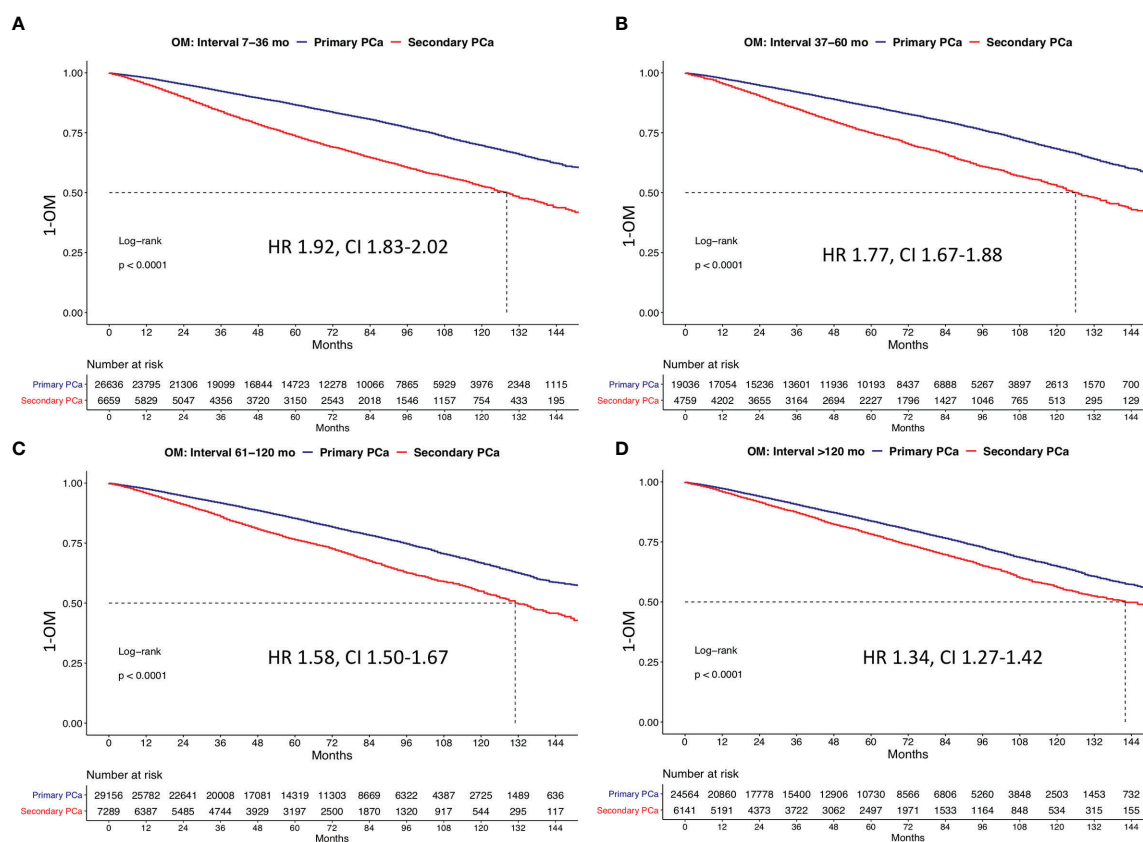 A
OM: Interval 7–36 mo Primary PCa Secondary PCa
1.00
0.75
0.50
0.25
0.00
1-OM
Log–rank
p < 0.0001
HR 1.92, CI 1.83-2.02
0 12 24 36 48 60 72 84 96 108 120 132 144
Months
Number at risk
Primary PCa 26636 23795 21306 19099 16844 14723 12278 10066 7865 5929 3976 2348 1115
Secondary PCa 6659 5829 5047 4356 3720 3150 2543 2018 1546 1157 754 433 195
0 12 24 36 48 60 72 84 96 108 120 132 144
Months
B
OM: Interval 37–60 mo Primary PCa Secondary PCa
1.00
0.75
0.50
0.25
0.00
1-OM
Log–rank
p < 0.0001
HR 1.77, CI 1.67-1.88
0 12 24 36 48 60 72 84 96 108 120 132 144
Months
Number at risk
Primary PCa 19036 17054 15236 13601 11936 10193 8437 6888 5267 3897 2613 1570 700
Secondary PCa 4759 4202 3655 3164 2694 2227 1796 1427 1046 765 513 295 129
0 12 24 36 48 60 72 84 96 108 120 132 144
Months
C
OM: Interval 61–120 mo Primary PCa Secondary PCa
1.00
0.75
0.50
0.25
0.00
1-OM
Log–rank
p < 0.0001
HR 1.58, CI 1.50-1.67
0 12 24 36 48 60 72 84 96 108 120 132 144
Months
Number at risk
Primary PCa 29156 25782 22641 20008 17081 14319 11303 8669 6322 4387 2725 1489 636
Secondary PCa 7289 6387 5485 4744 3929 3197 2500 1870 1320 917 544 295 117
0 12 24 36 48 60 72 84 96 108 120 132 144
Months
D
OM: Interval >120 mo Primary PCa Secondary PCa
1.00
0.75
0.50
0.25
0.00
1-OM
Log–rank
p < 0.0001
HR 1.34, CI 1.27-1.42
0 12 24 36 48 60 72 84 96 108 120 132 144
Months
Number at risk
Primary PCa 24564 20860 17778 15400 12906 10730 8566 6806 5260 3848 2503 1453 732
Secondary PCa 6141 5191 4373 3722 3062 2497 1971 1533 1164 848 534 315 155
0 12 24 36 48 60 72 84 96 108 120 132 144
Months